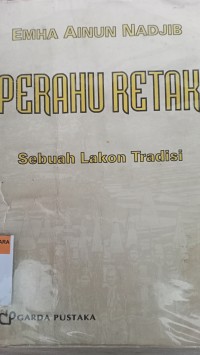 EMHA AINUN NADJIB
PERAHU RETAK
Sebuah Lakon Tradisi
GARDA PUSTAKA